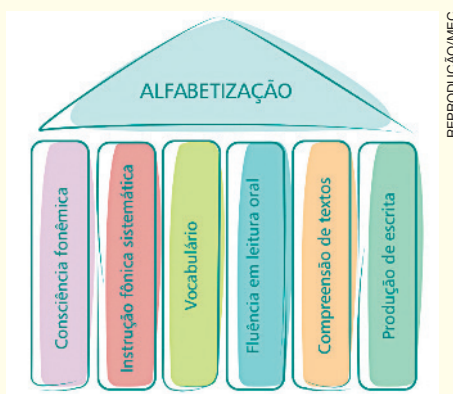 ALFABETIZAÇÃO
Consciência fonêmica
Instrução fônica sistemática
Vocabulário
Fluência em leitura oral
Compreensão de textos
Produção de escrita
REPRODUÇÃO/MEC